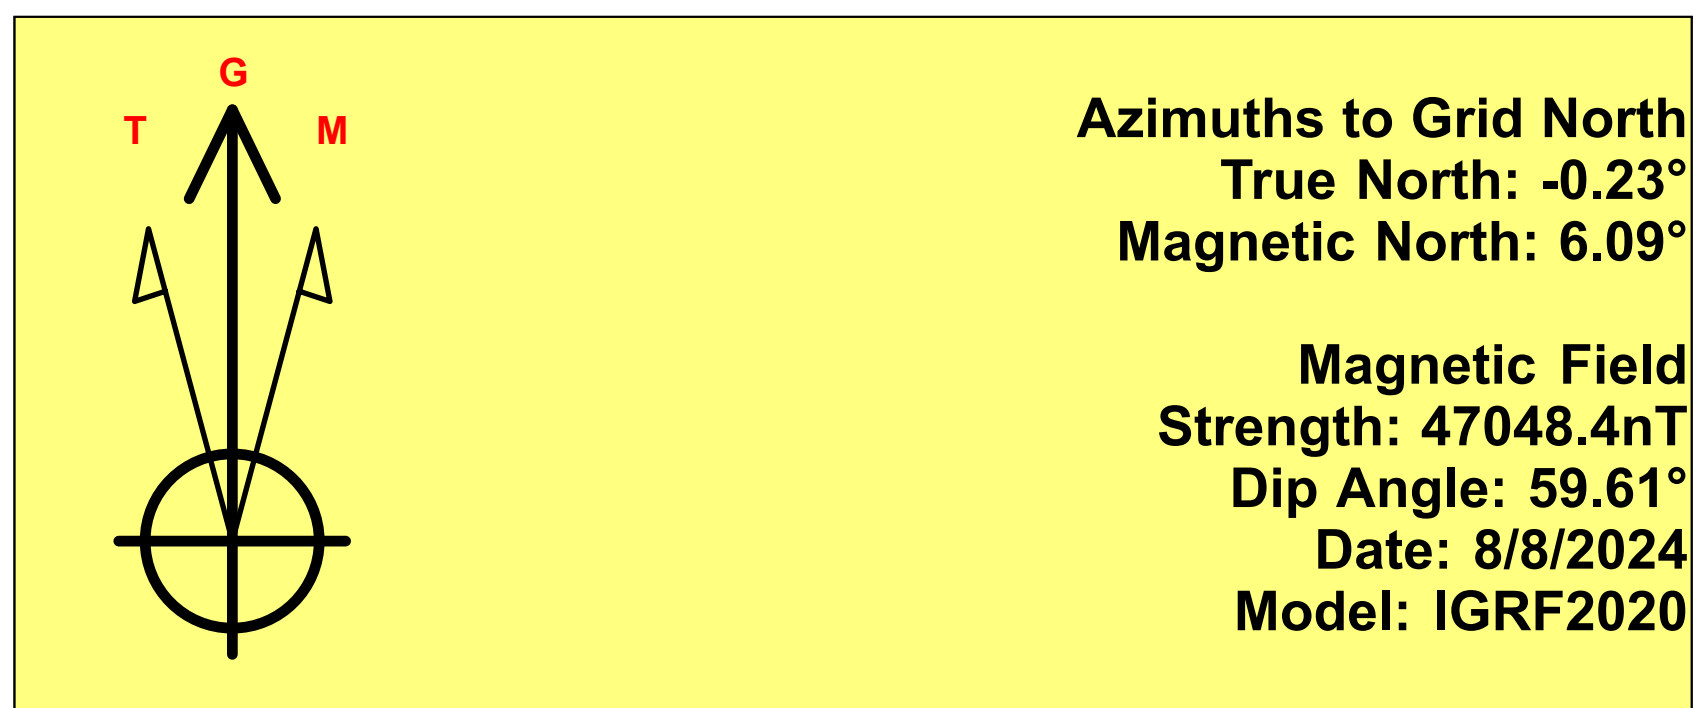 G
T
M
Azimuths to Grid North
True North: -0.23°
Magnetic North: 6.09°
Magnetic Field
Strength: 47048.4nT
Dip Angle: 59.61°
Date: 8/8/2024
Model: IGRF2020